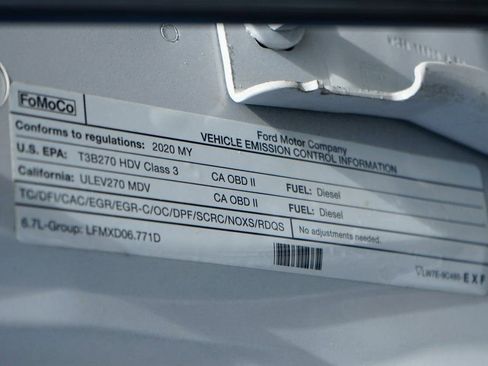 FoMoCo
Ford Motor Company
VEHICLE EMISSION CONTROL INFORMATION
Conforms to regulations: 2020 MY
U.S. EPA: T3B270 HDV Class 3 CA OBD II FUEL: Diesel
California: ULEV270 MDV CA OBD II FUEL: Diesel
TC/DFI/CAC/EGR/EGR-C/OC/DPF/SCRC/NOXS/RDQS No adjustments needed.
6.7L-Group: LFMXD06.771D
EXF